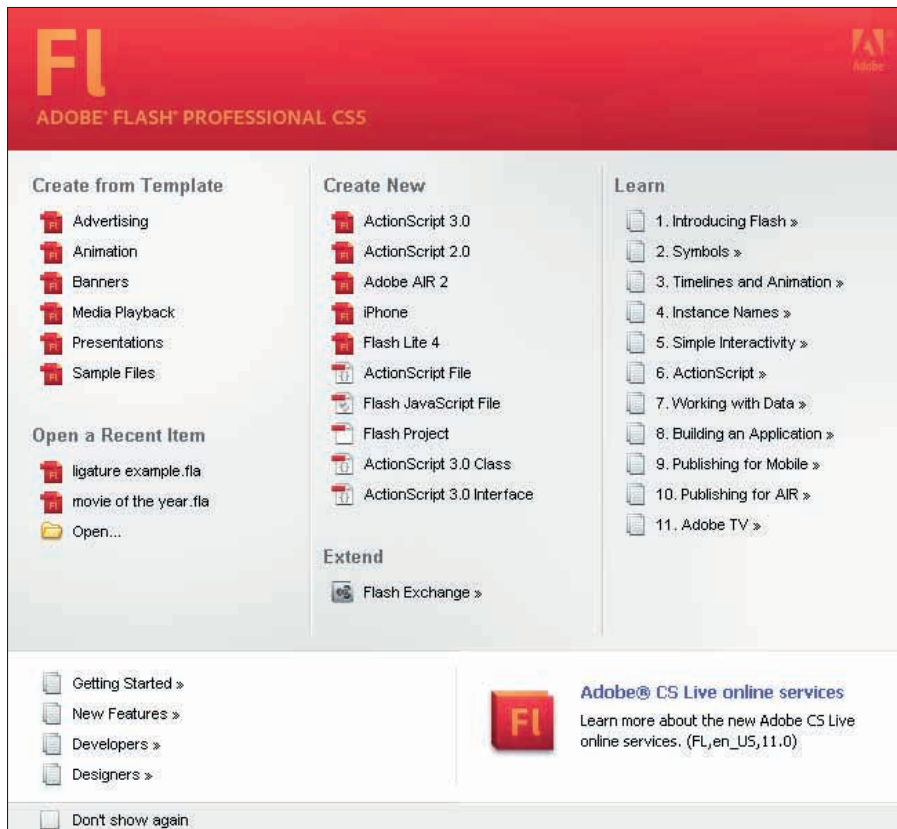 Fl
Adobe
ADOBE® FLASH® PROFESSIONAL CS5
Create from Template
Advertising
Animation
Banners
Media Playback
Presentations
Sample Files
Open a Recent Item
ligature example.fla
movie of the year.fla
Open...
Create New
ActionScript 3.0
ActionScript 2.0
Adobe AIR 2
iPhone
Flash Lite 4
ActionScript File
Flash JavaScript File
Flash Project
ActionScript 3.0 Class
ActionScript 3.0 Interface
Extend
Flash Exchange »
Learn
1. Introducing Flash »
2. Symbols »
3. Timelines and Animation »
4. Instance Names »
5. Simple Interactivity »
6. ActionScript »
7. Working with Data »
8. Building an Application »
9. Publishing for Mobile »
10. Publishing for AIR »
11. Adobe TV »
Getting Started »
New Features »
Developers »
Designers »
Fl
Adobe® CS Live online services
Learn more about the new Adobe CS Live
online services. (FL,en_US,11.0)
Don't show again